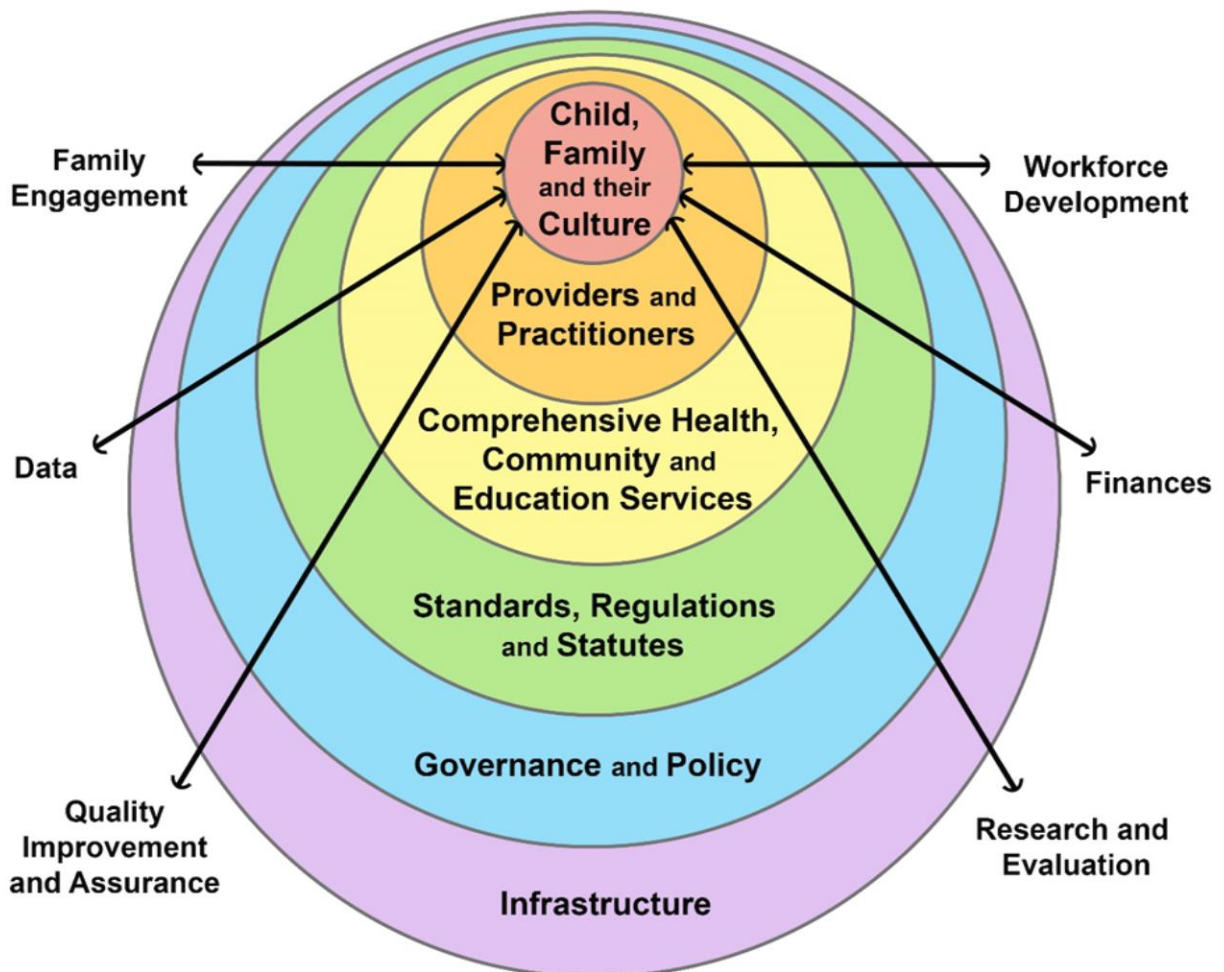 Child,
Family
and their
Culture
Family
Engagement
Workforce
Development
Providers and
Practitioners
Comprehensive Health,
Community and
Education Services
Data
Finances
Standards, Regulations
and Statutes
Governance and Policy
Quality
Improvement
and Assurance
Research and
Evaluation
Infrastructure